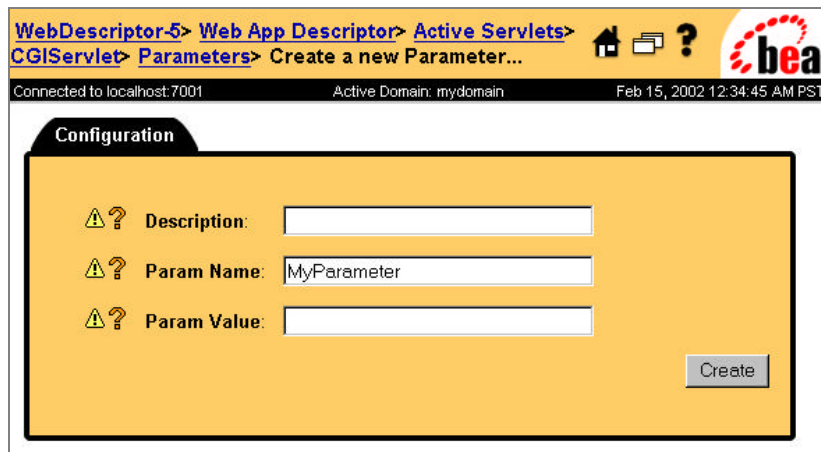 WebDescriptor-5> Web App Descriptor> Active Servlets>
CGIServlet> Parameters> Create a new Parameter...
?
bea
Connected to localhost:7001 Active Domain: mydomain Feb 15, 2002 12:34:45 AM PST
Configuration
Description:
Param Name: MyParameter
Param Value:
Create